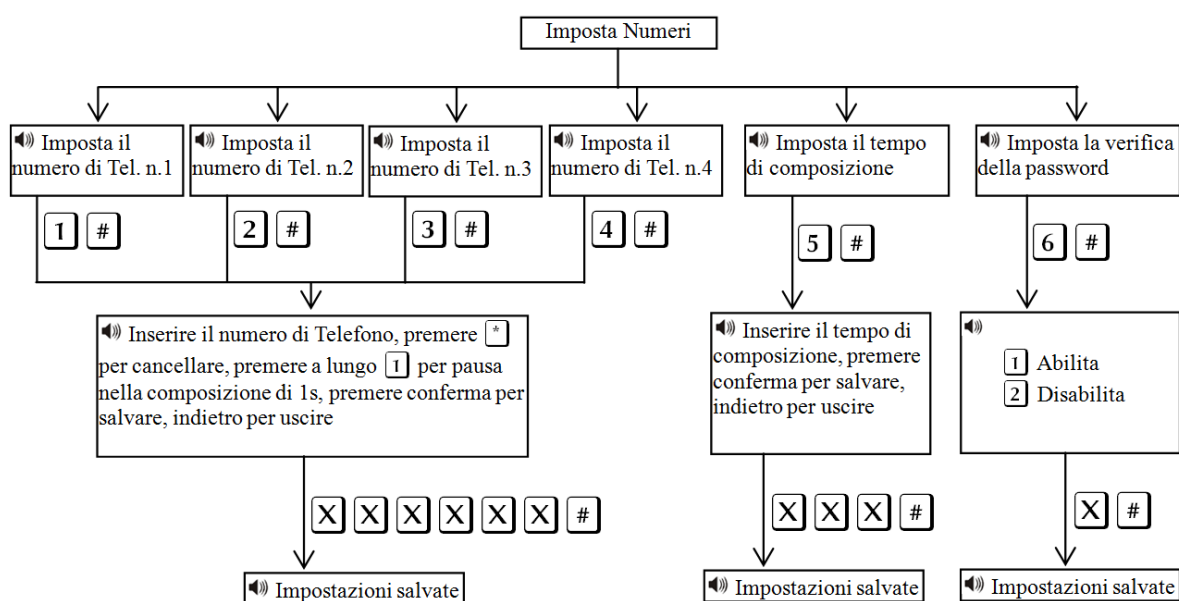 Imposta Numeri
Imposta il
numero di Tel. n.1
Imposta il
numero di Tel. n.2
Imposta il
numero di Tel. n.3
Imposta il
numero di Tel. n.4
Imposta il tempo
di composizione
Imposta la verifica
della password
1 #
2 #
3 #
4 #
5 #
6 #
Inserire il numero di Telefono, premere *
per cancellare, premere a lungo 1 per pausa
nella composizione di 1s, premere conferma per
salvare, indietro per uscire
Inserire il tempo di
composizione, premere
conferma per salvare,
indietro per uscire
1 Abilita
2 Disabilita
X X X X X X #
X X X #
X #
Impostazioni salvate
Impostazioni salvate
Impostazioni salvate